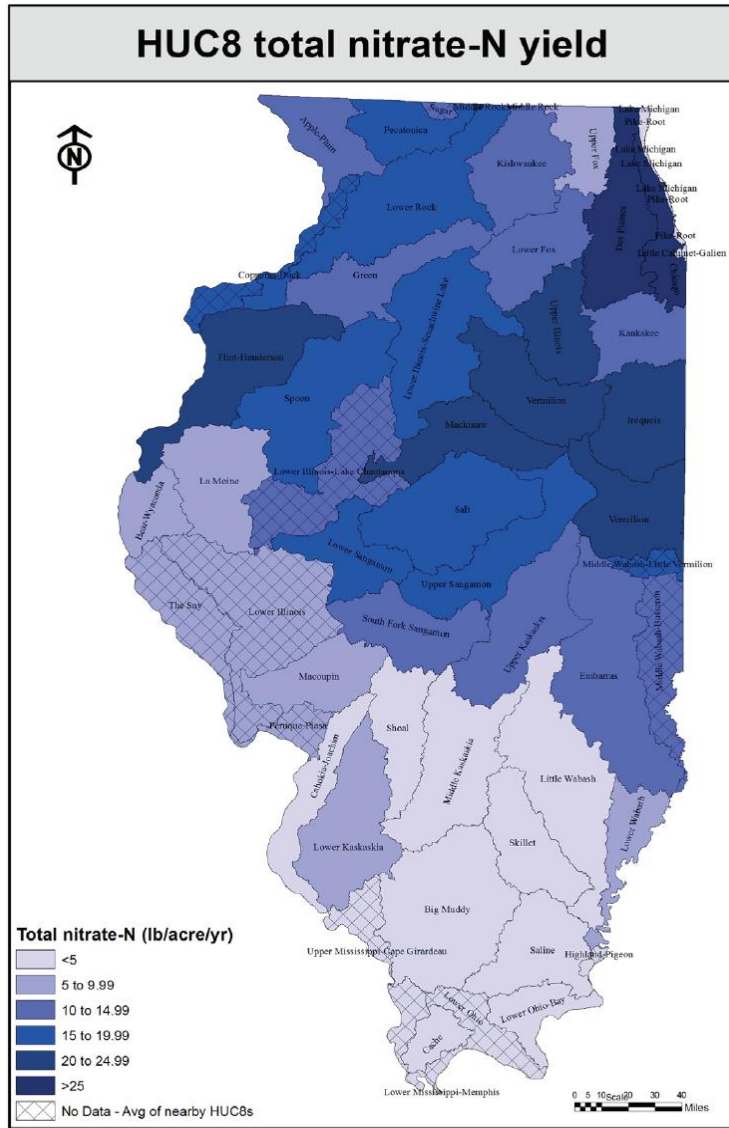 HUC8 total nitrate-N yield
N
Apple-Plum
Pecatonica
Sugar
Middle Rock
Middle Rock
Kishwaukee
Upper Fox
Lake Michigan
Pike-Root
Lake Michigan
Lake Michigan
Lake Michigan
Pike-Root
Pike-Root
Little Calumet-Galien
Chicago
Des Plaines
Lower Rock
Lower Fox
Copperas-Duck
Green
Lower Illinois-Senachwine Lake
Upper Illinois
Kankakee
Flint-Henderson
Spoon
Vermilion
Iroquois
Mackinaw
Lower Illinois-Lake Chautauqua
La Moine
Bear-Wyaconda
Salt
Vermilion
Lower Sangamon
Upper Sangamon
Middle Wabash-Little Vermilion
The Sny
Lower Illinois
South Fork Sangamon
Upper Kaskaskia
Embarras
Middle Wabash-Busseron
Macoupin
Peruque-Piasa
Cahokia-Joachim
Shoal
Middle Kaskaskia
Little Wabash
Lower Wabash
Lower Kaskaskia
Skillet
Big Muddy
Upper Mississippi-Cape Girardeau
Saline
Highland-Pigeon
Lower Ohio
Lower Ohio-Bay
Cache
Lower Mississippi-Memphis
Total nitrate-N (lb/acre/yr)
<5
5 to 9.99
10 to 14.99
15 to 19.99
20 to 24.99
>25
No Data - Avg of nearby HUC8s
Scale
0 5 10 20 30 40
Miles